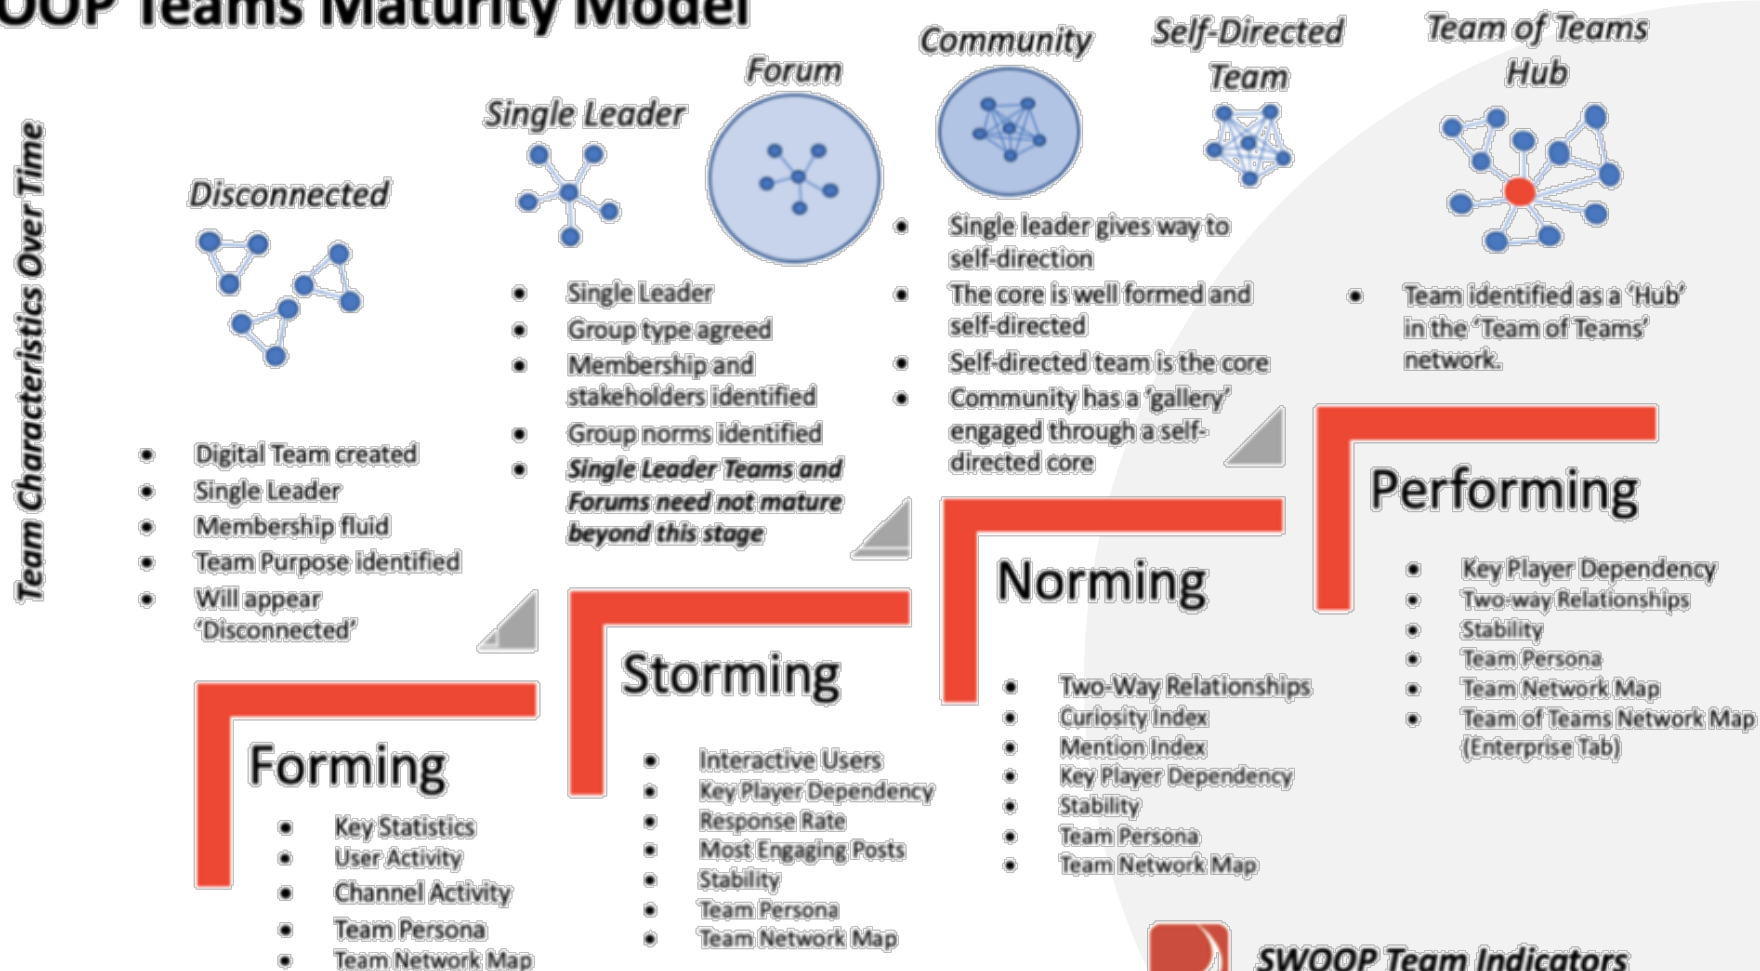 OOP Teams Maturity Model
Team Characteristics Over Time
Disconnected
Digital Team created
Single Leader
Membership fluid
Team Purpose identified
Will appear
‘Disconnected’
Forming
Key Statistics
User Activity
Channel Activity
Team Persona
Team Network Map
Single Leader
Forum
Single Leader
Group type agreed
Membership and
stakeholders identified
Group norms identified
Single Leader Teams and
Forums need not mature
beyond this stage
Storming
Interactive Users
Key Player Dependency
Response Rate
Most Engaging Posts
Stability
Team Persona
Team Network Map
Community
Self-Directed
Team
Single leader gives way to
self-direction
The core is well formed and
self-directed
Self-directed team is the core
Community has a ‘gallery’
engaged through a self-
directed core
Norming
Two-Way Relationships
Curiosity Index
Mention Index
Key Player Dependency
Stability
Team Persona
Team Network Map
Team of Teams
Hub
Team identified as a ‘Hub’
in the ‘Team of Teams’
network.
Performing
Key Player Dependency
Two-way Relationships
Stability
Team Persona
Team Network Map
Team of Teams Network Map
(Enterprise Tab)
SWOOP Team Indicators